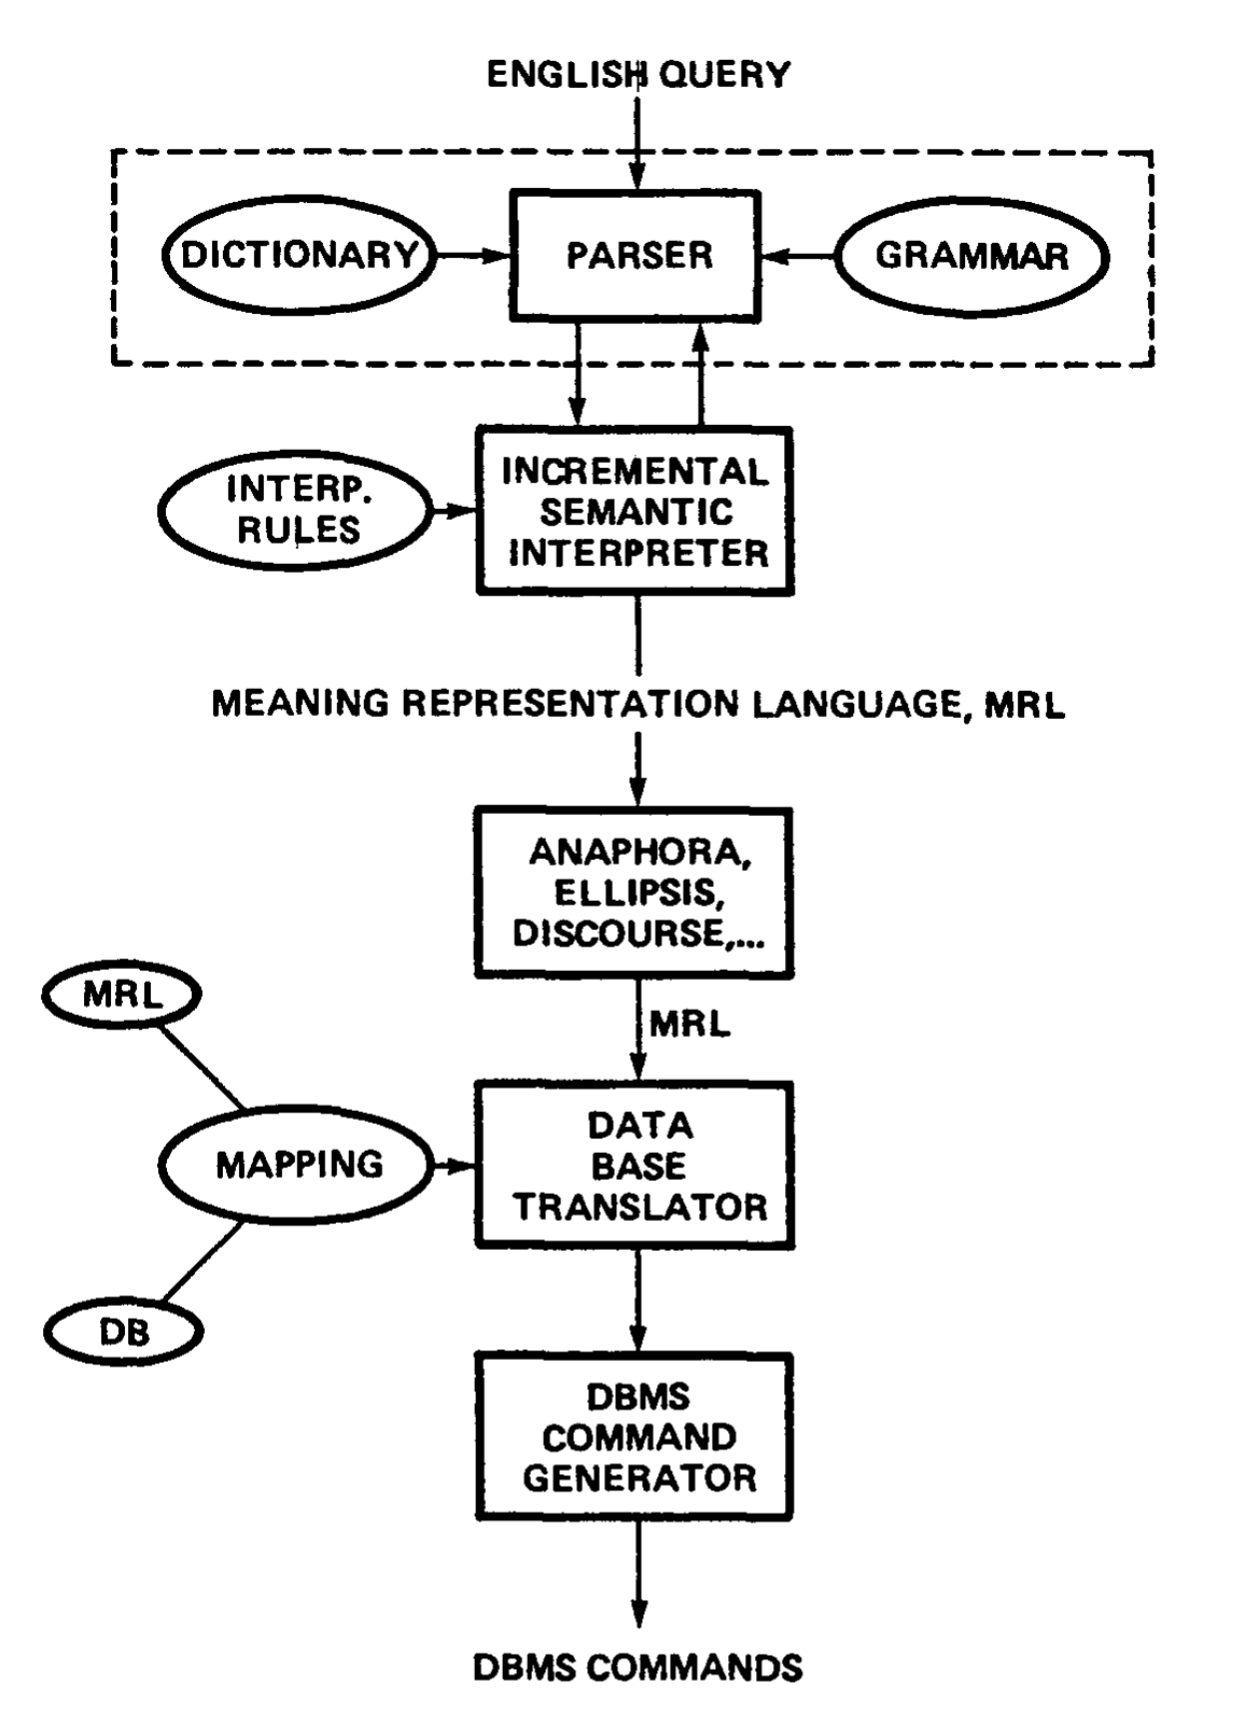 ENGLISH QUERY
DICTIONARY
PARSER
GRAMMAR
INTERP.
RULES
INCREMENTAL
SEMANTIC
INTERPRETER
MEANING REPRESENTATION LANGUAGE, MRL
ANAPHORA,
ELLIPSIS,
DISCOURSE,...
MRL
MRL
MAPPING
DB
DATA
BASE
TRANSLATOR
DBMS
COMMAND
GENERATOR
DBMS COMMANDS